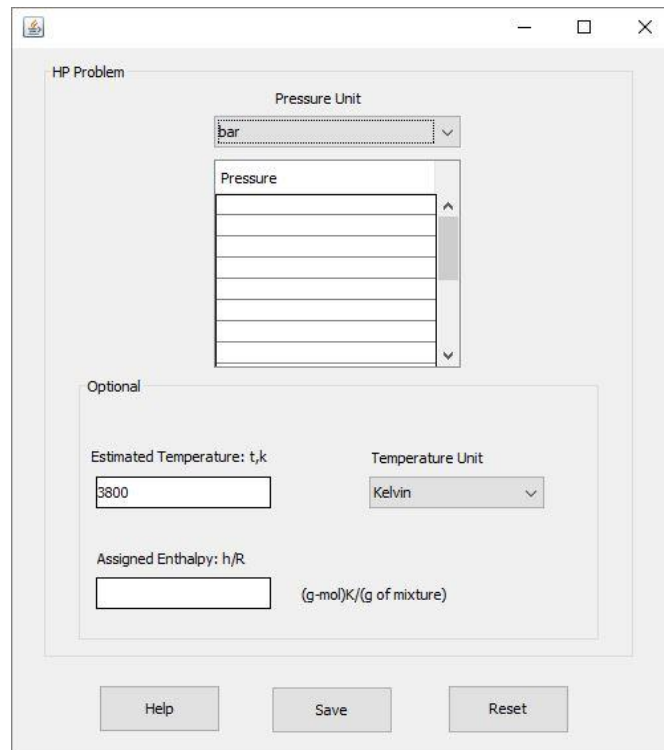 HP Problem
Pressure Unit
bar
Pressure
Optional
Estimated Temperature: t,k
Temperature Unit
3800
Kelvin
Assigned Enthalpy: h/R
(g-mol)K/(g of mixture)
Help
Save
Reset